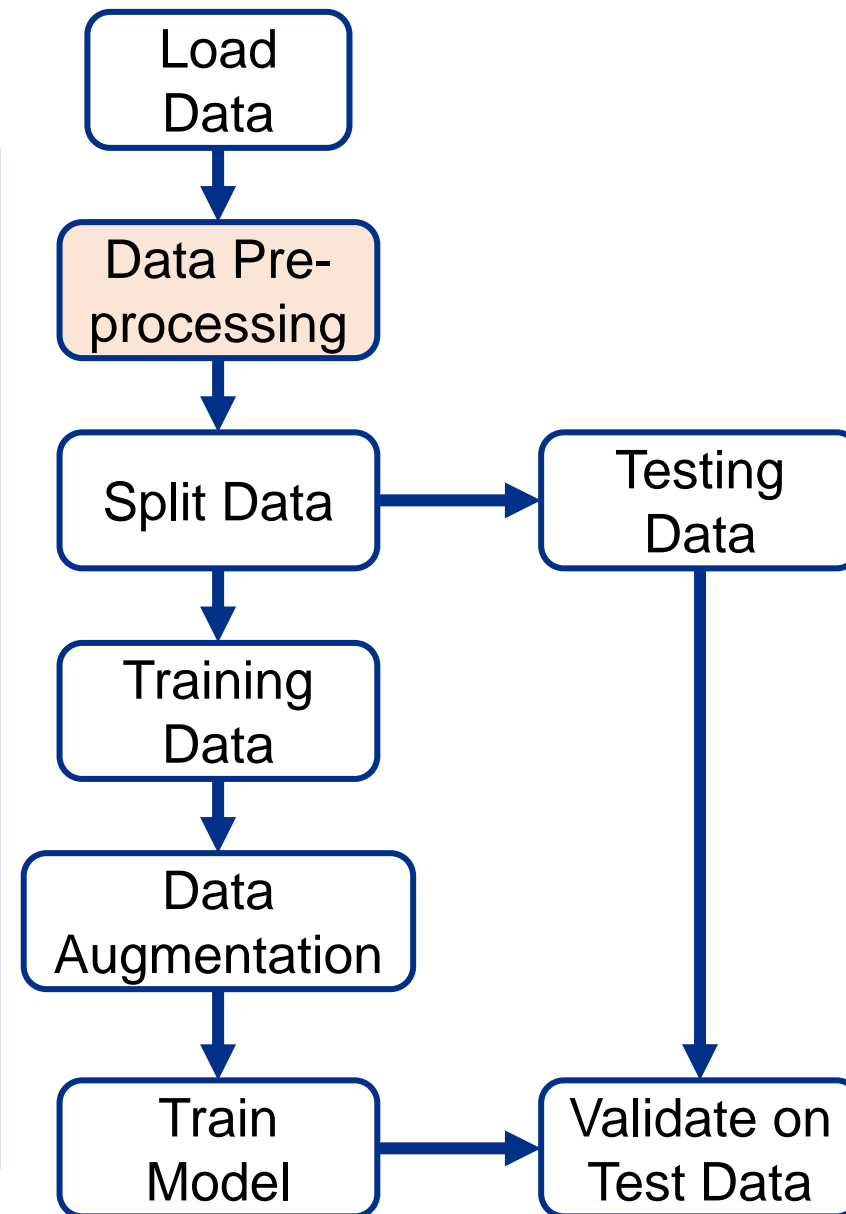 Load
Data
Data Pre-
processing
Split Data
Testing
Data
Training
Data
Data
Augmentation
Train
Model
Validate on
Test Data